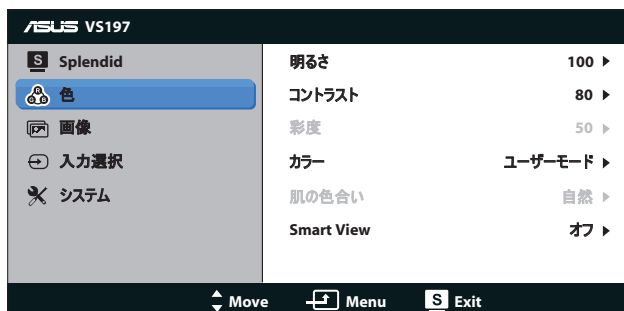 ASUS VS197
S Splendid
色
画像
入力選択
システム
明るさ 100
コントラスト 80
彩度 50
カラー ユーザーモード
肌の色合い 自然
Smart View オフ
Move Menu S Exit